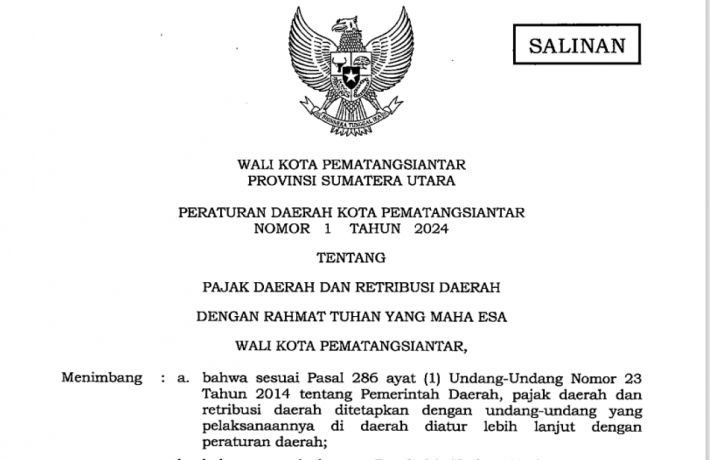 SALINAN
BHINNEKA TUNGGAL IKA
WALI KOTA PEMATANGSIANTAR
PROVINSI SUMATERA UTARA
PERATURAN DAERAH KOTA PEMATANGSIANTAR
NOMOR 1 TAHUN 2024
TENTANG
PAJAK DAERAH DAN RETRIBUSI DAERAH
DENGAN RAHMAT TUHAN YANG MAHA ESA
WALI KOTA PEMATANGSIANTAR,
Menimbang : a. bahwa sesuai Pasal 286 ayat (1) Undang-Undang Nomor 23
Tahun 2014 tentang Pemerintah Daerah, pajak daerah dan
retribusi daerah ditetapkan dengan undang-undang yang
pelaksanaannya di daerah diatur lebih lanjut dengan
peraturan daerah;